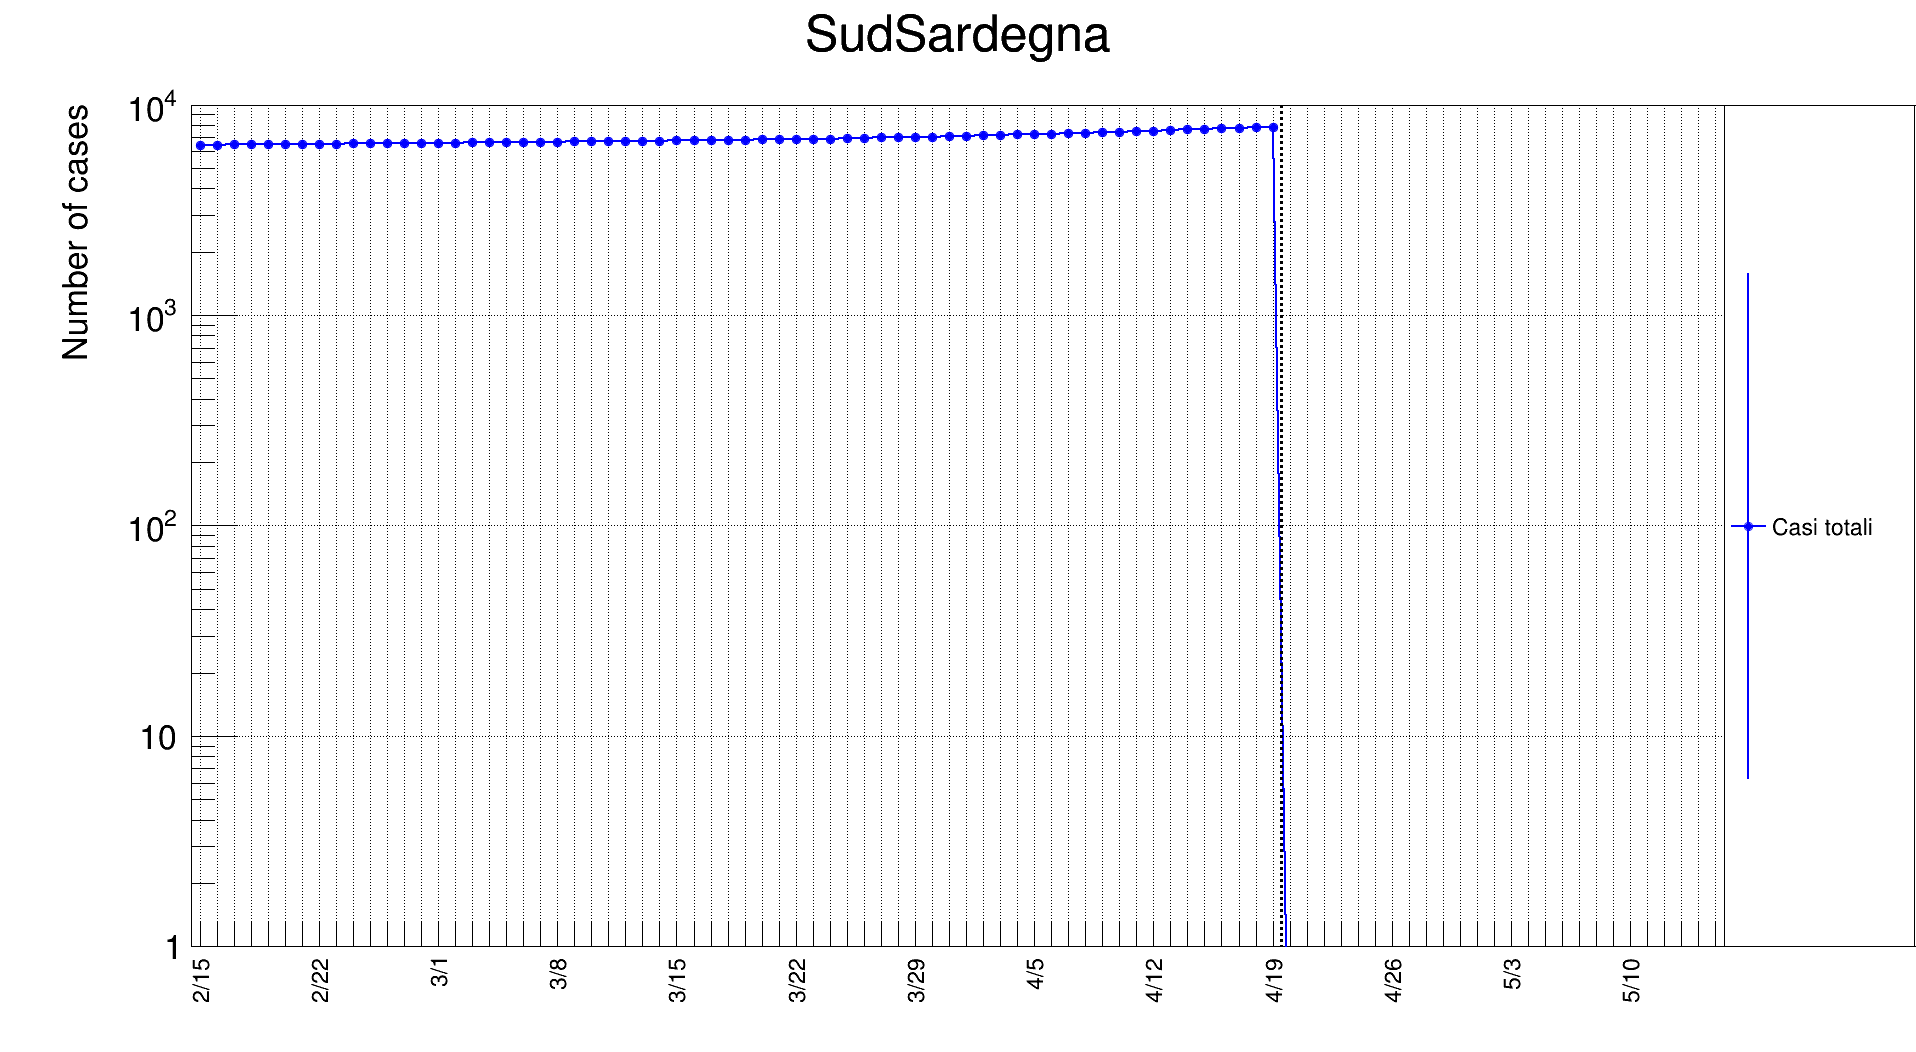 SudSardegna
Number of cases
10^4
10^3
10^2
10
1
2/15 2/22 3/1 3/8 3/15 3/22 3/29 4/5 4/12 4/19 4/26 5/3 5/10
Casi totali